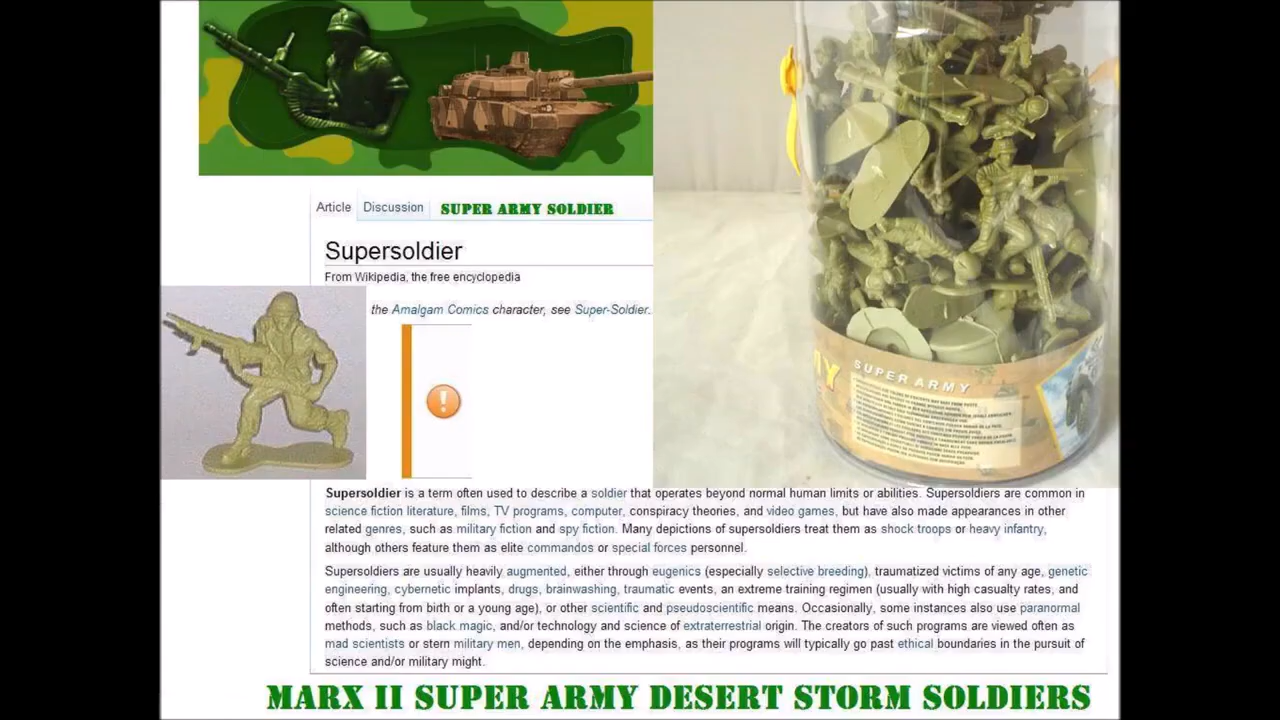 Article
Discussion
SUPER ARMY SOLDIER
Supersoldier
From Wikipedia, the free encyclopedia
the Amalgam Comics character, see Super-Soldier.
!
MY
SUPER ARMY
Supersoldier is a term often used to describe a soldier that operates beyond normal human limits or abilities. Supersoldiers are common in
science fiction literature, films, TV programs, computer, conspiracy theories, and video games, but have also made appearances in other
related genres, such as military fiction and spy fiction. Many depictions of supersoldiers treat them as shock troops or heavy infantry,
although others feature them as elite commandos or special forces personnel.
Supersoldiers are usually heavily augmented, either through eugenics (especially selective breeding), traumatized victims of any age, genetic
engineering, cybernetic implants, drugs, brainwashing, traumatic events, an extreme training regimen (usually with high casualty rates, and
often starting from birth or a young age), or other scientific and pseudoscientific means. Occasionally, some instances also use paranormal
methods, such as black magic, and/or technology and science of extraterrestrial origin. The creators of such programs are viewed often as
mad scientists or stern military men, depending on the emphasis, as their programs will typically go past ethical boundaries in the pursuit of
science and/or military might.
MARX II SUPER ARMY DESERT STORM SOLDIERS